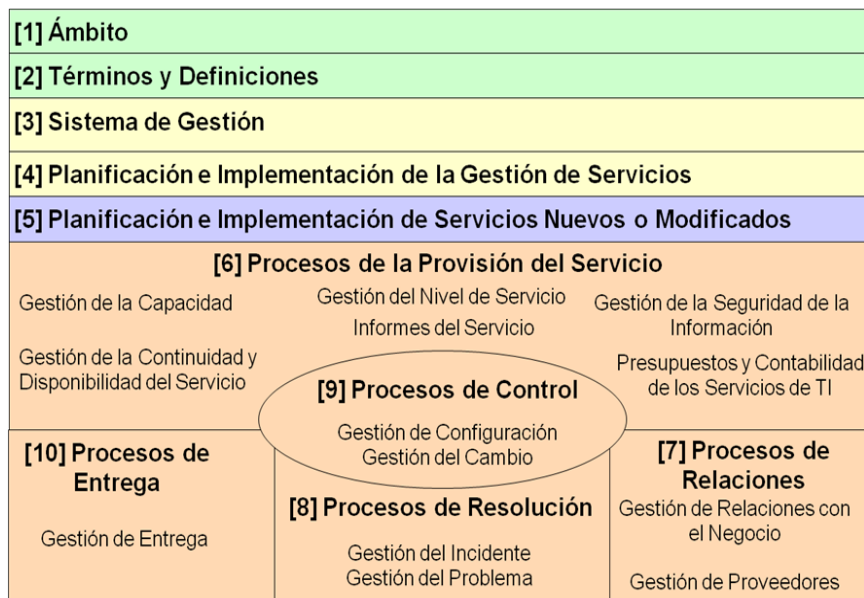 [1] Ámbito
[2] Términos y Definiciones
[3] Sistema de Gestión
[4] Planificación e Implementación de la Gestión de Servicios
[5] Planificación e Implementación de Servicios Nuevos o Modificados
[6] Procesos de la Provisión del Servicio
Gestión de la Capacidad
Gestión de la Continuidad y
Disponibilidad del Servicio
Gestión del Nivel de Servicio
Informes del Servicio
Gestión de la Seguridad de la
Información
Presupuestos y Contabilidad
de los Servicios de TI
[9] Procesos de Control
Gestión de Configuración
Gestión del Cambio
[10] Procesos de
Entrega
Gestión de Entrega
[8] Procesos de Resolución
Gestión del Incidente
Gestión del Problema
[7] Procesos de
Relaciones
Gestión de Relaciones con
el Negocio
Gestión de Proveedores